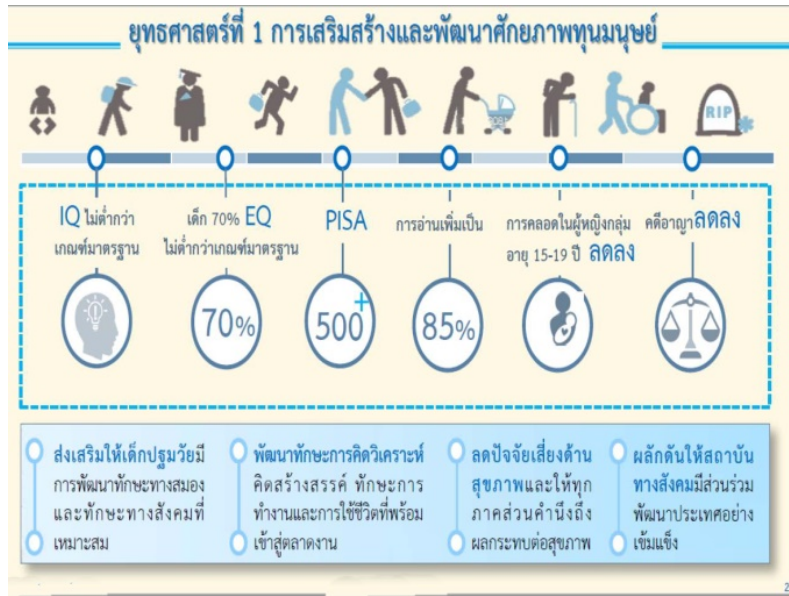 ยุทธศาสตร์ที่ 1 การเสริมสร้างและพัฒนาศักยภาพทุนมนุษย์
RIP
IQ ไม่ต่ำกว่า
เกณฑ์มาตรฐาน
เด็ก 70% EQ
ไม่ต่ำกว่าเกณฑ์มาตรฐาน
PISA
การอ่านเพิ่มเป็น
การคลอดในผู้หญิงกลุ่ม
อายุ 15-19 ปี ลดลง
คดีอาญาลดลง
70%
500+
85%
ส่งเสริมให้เด็กปฐมวัยมี
การพัฒนาทักษะทางสมอง
และทักษะทางสังคมที่
เหมาะสม
พัฒนาทักษะการคิดวิเคราะห์
คิดสร้างสรรค์ ทักษะการ
ทำงานและการใช้ชีวิตที่พร้อม
เข้าสู่ตลาดงาน
ลดปัจจัยเสี่ยงด้าน
สุขภาพและให้ทุก
ภาคส่วนคำนึงถึง
ผลกระทบต่อสุขภาพ
ผลักดันให้สถาบัน
ทางสังคมมีส่วนร่วม
พัฒนาประเทศอย่าง
เข้มแข็ง
2